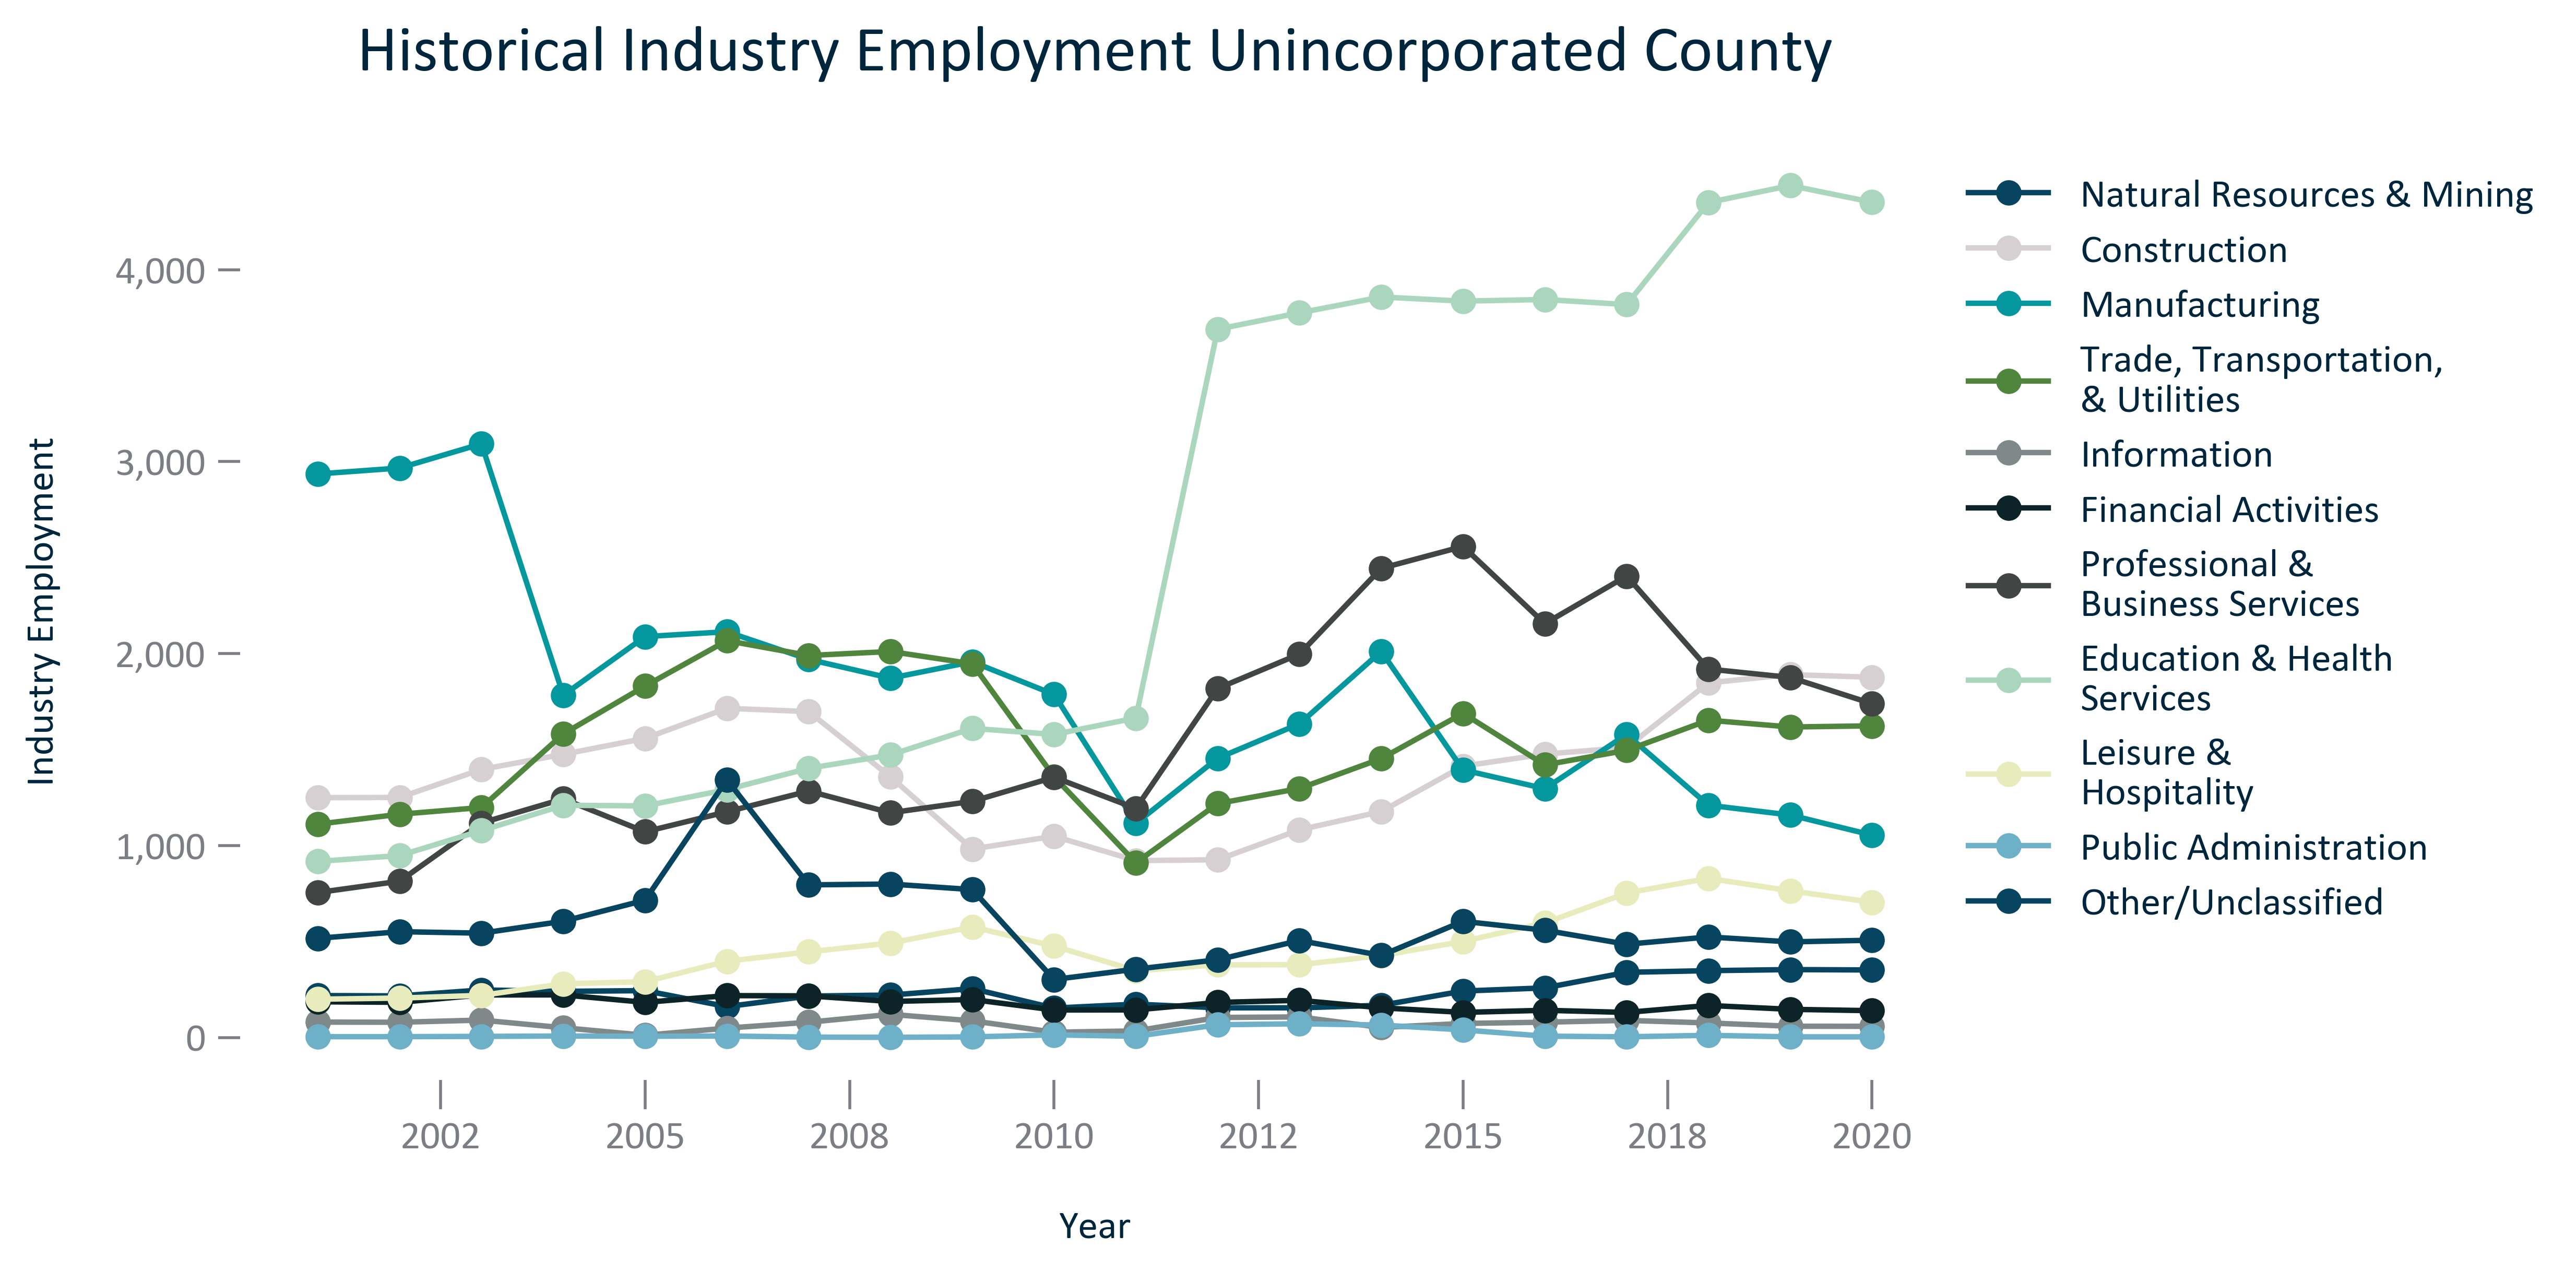 Historical Industry Employment Unincorporated County
4,000
3,000
2,000
1,000
0
Industry Employment
2002
2005
2008
2010
2012
2015
2018
2020
Year
Natural Resources & Mining
Construction
Manufacturing
Trade, Transportation,
& Utilities
Information
Financial Activities
Professional &
Business Services
Education & Health
Services
Leisure &
Hospitality
Public Administration
Other/Unclassified